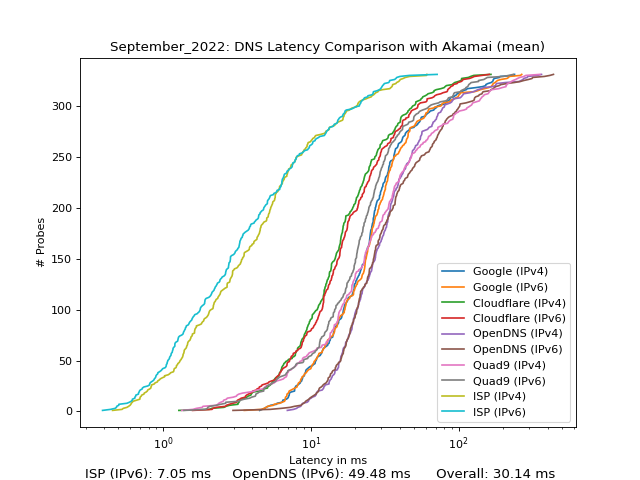 September_2022: DNS Latency Comparison with Akamai (mean)
# Probes
300
250
200
150
100
50
0
Google (IPv4)
Google (IPv6)
Cloudflare (IPv4)
Cloudflare (IPv6)
OpenDNS (IPv4)
OpenDNS (IPv6)
Quad9 (IPv4)
Quad9 (IPv6)
ISP (IPv4)
ISP (IPv6)
10⁰ 10¹ 10²
Latency in ms
ISP (IPv6): 7.05 ms OpenDNS (IPv6): 49.48 ms Overall: 30.14 ms